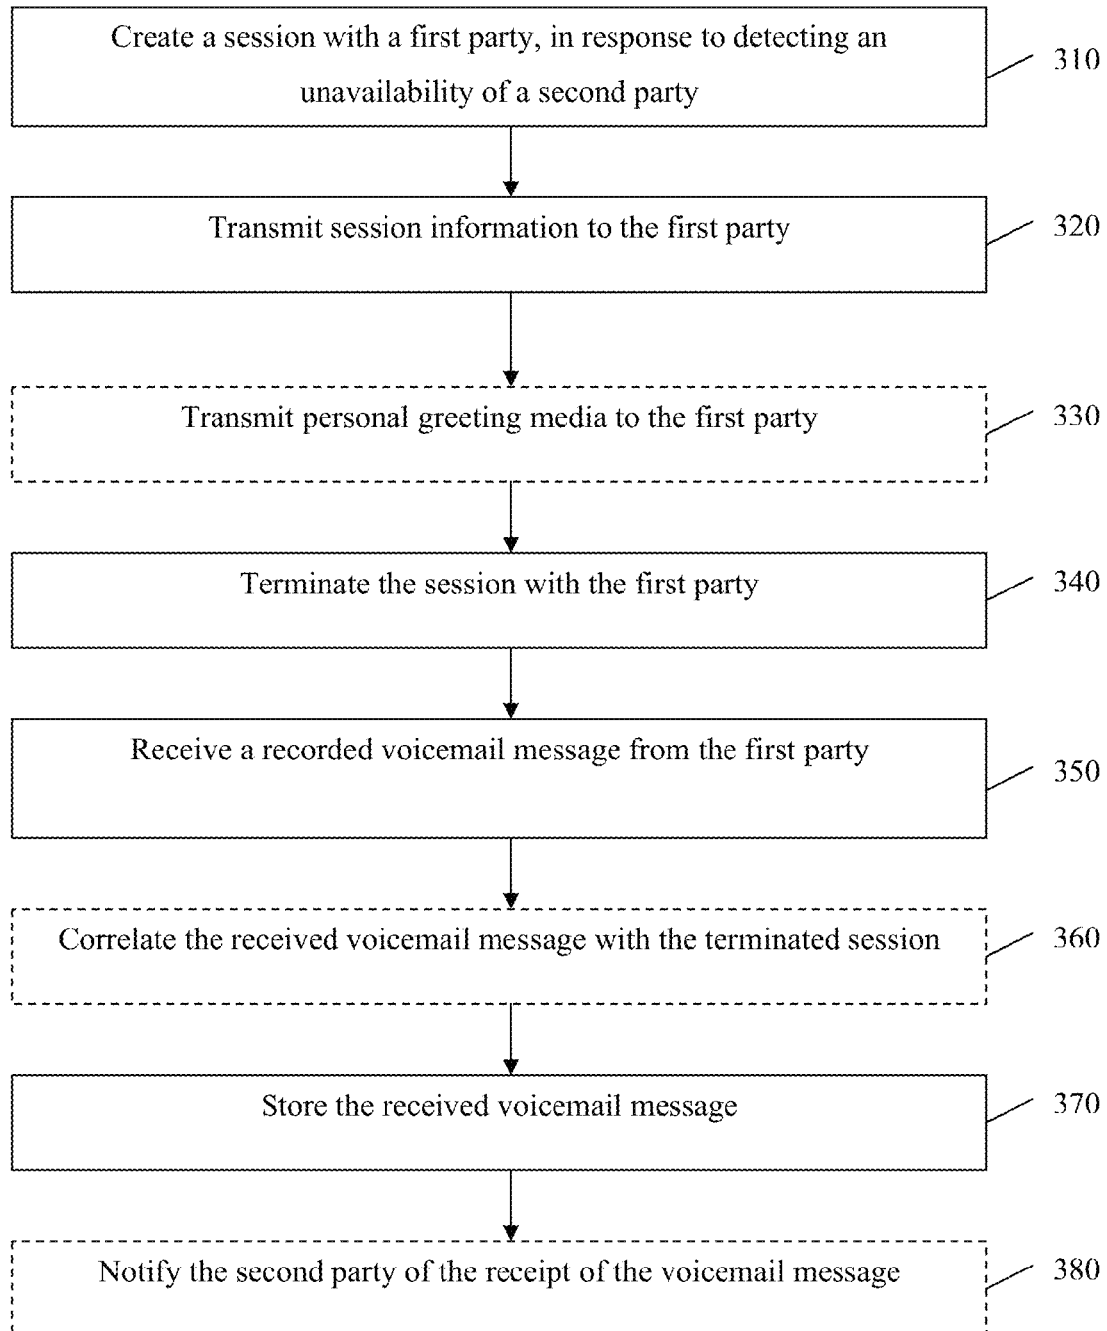 Create a session with a first party, in response to detecting an
unavailability of a second party
310
Transmit session information to the first party
320
Transmit personal greeting media to the first party
330
Terminate the session with the first party
340
Receive a recorded voicemail message from the first party
350
Correlate the received voicemail message with the terminated session
360
Store the received voicemail message
370
Notify the second party of the receipt of the voicemail message
380